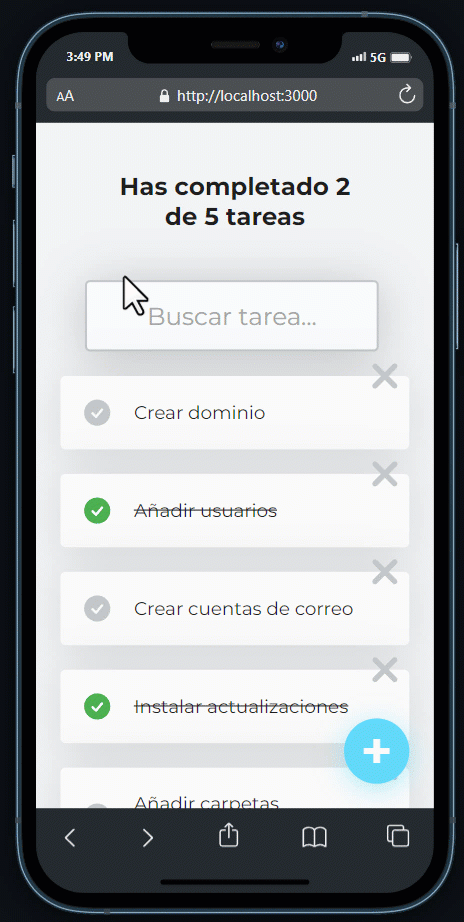 3:49 PM
5G
AA
http://localhost:3000
Has completado 2
de 5 tareas
Buscar tarea...
Crear dominio
Añadir usuarios
Crear cuentas de correo
Instalar actualizaciones
Añadir carpetas